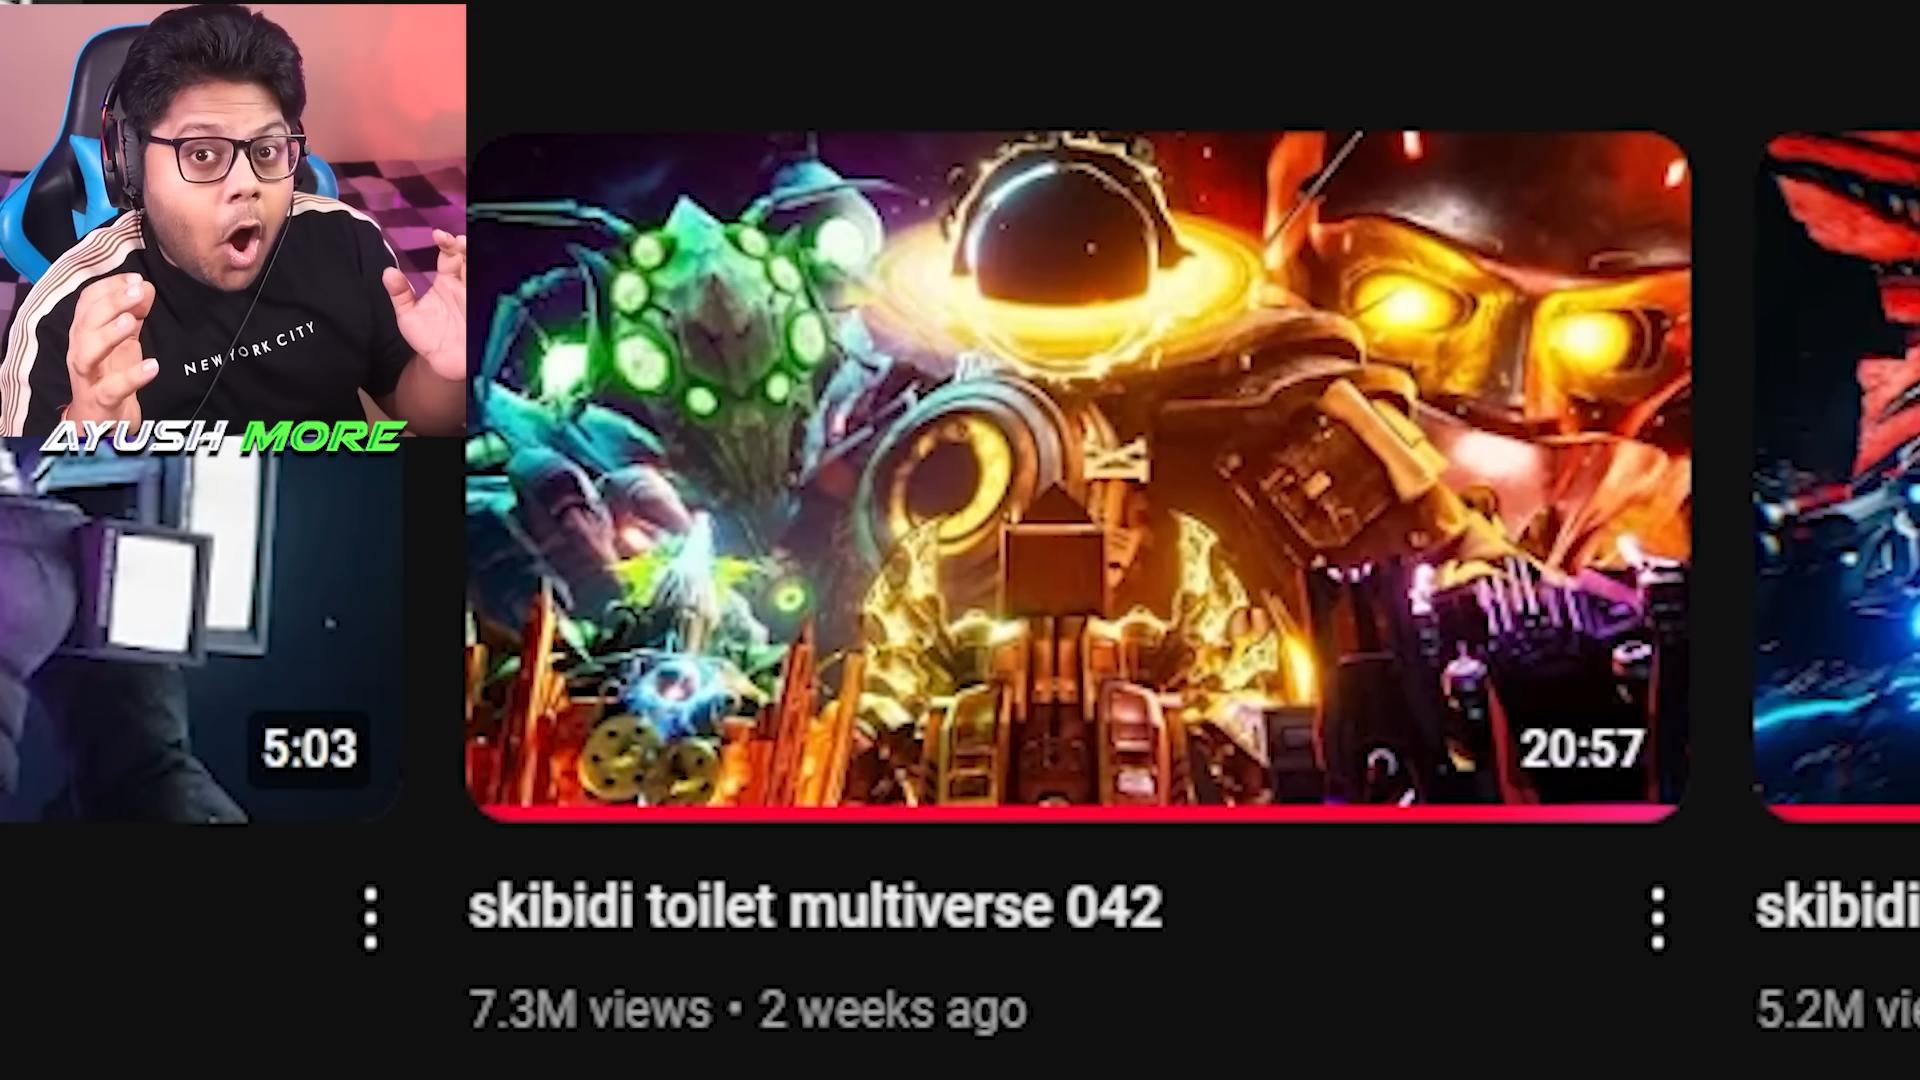 NEW YORK CITY
AYUSH MORE
5:03
20:57
skibidi toilet multiverse 042
skibidi
7.3M views • 2 weeks ago
5.2M vie